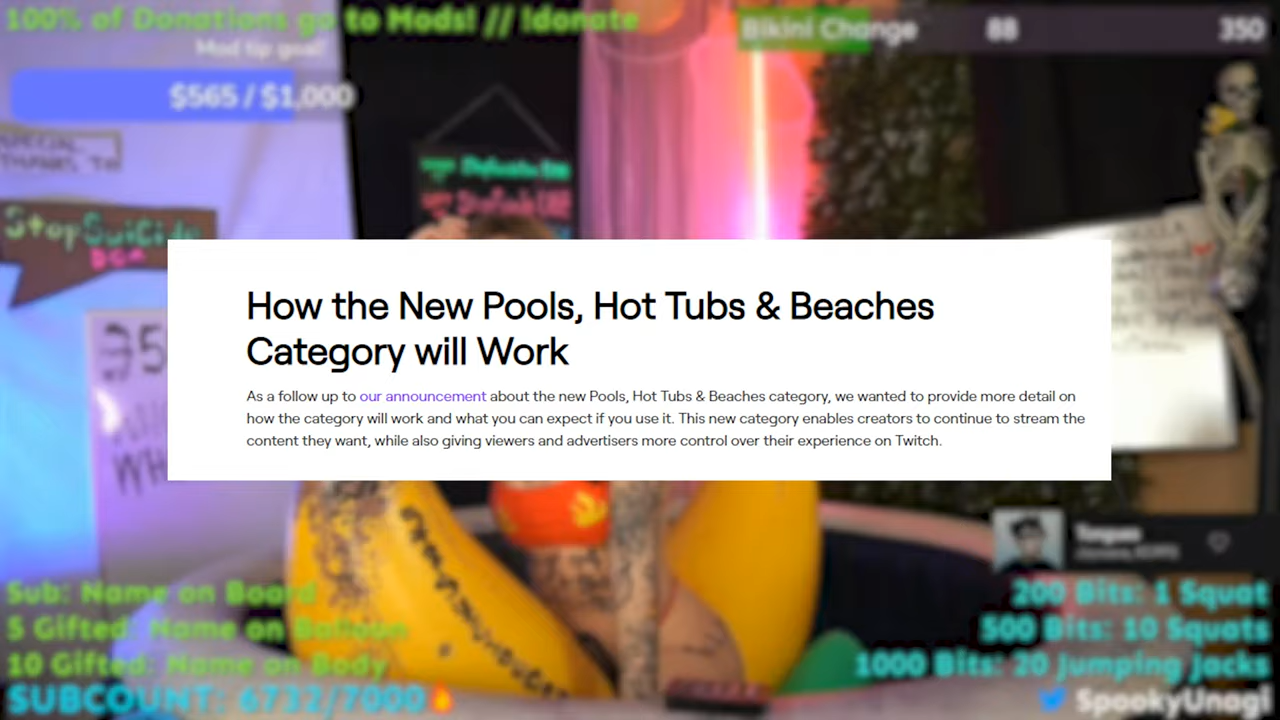 100% of Donations go to Mods! // !donate
Mod tip goal!
$565 / $1,000
Bikini Change 88 350
SPECIAL
THANKS TO
StopSuicide
35
How the New Pools, Hot Tubs & Beaches
Category will Work
As a follow up to our announcement about the new Pools, Hot Tubs & Beaches category, we wanted to provide more detail on
how the category will work and what you can expect if you use it. This new category enables creators to continue to stream the
content they want, while also giving viewers and advertisers more control over their experience on Twitch.
Sub: Name on Board
5 Gifted: Name on Balloon
10 Gifted: Name on Body
SUBCOUNT: 6732/7000
200 Bits: 1 Squat
500 Bits: 10 Squats
1000 Bits: 20 Jumping Jacks
SpookyUnagi